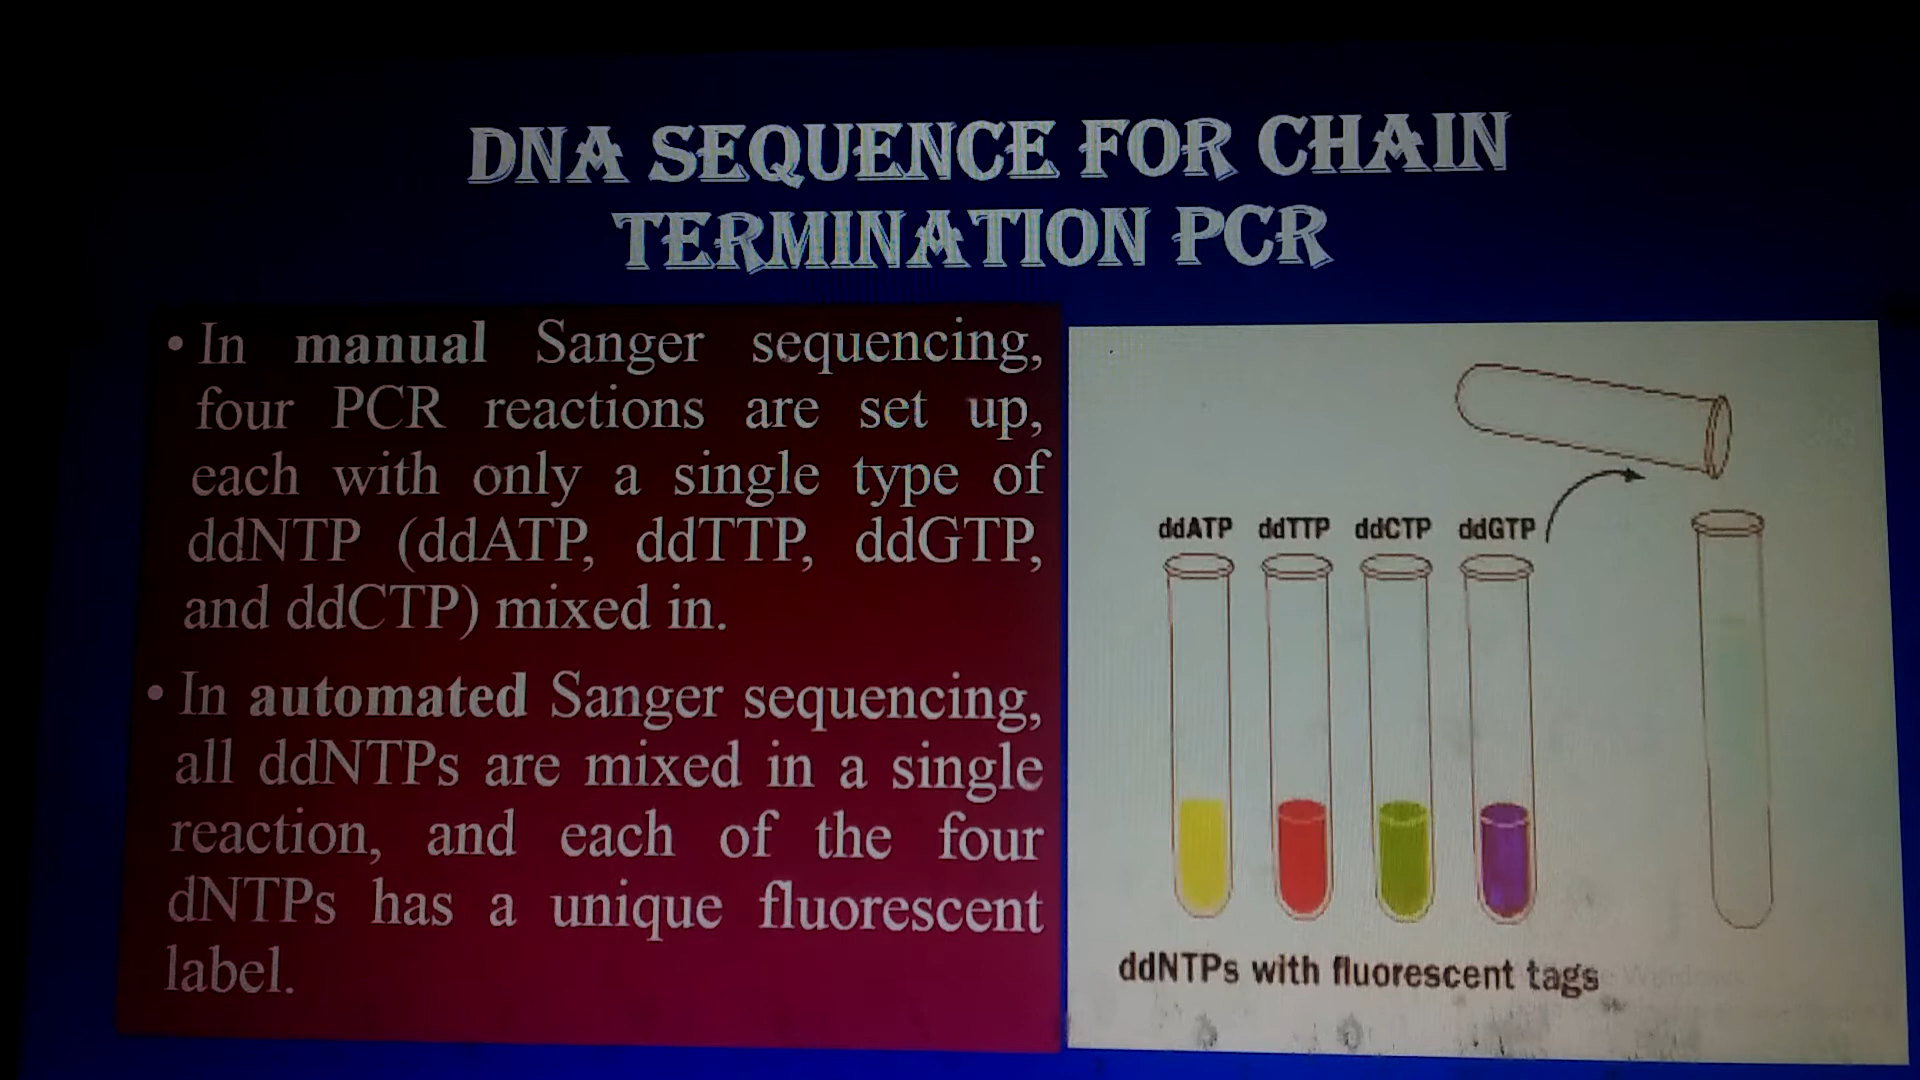 DNA SEQUENCE FOR CHAIN
TERMINATION PCR
• In manual Sanger sequencing,
four PCR reactions are set up,
each with only a single type of
ddNTP (ddATP, ddTTP, ddGTP,
and ddCTP) mixed in.
• In automated Sanger sequencing,
all ddNTPs are mixed in a single
reaction, and each of the four
dNTPs has a unique fluorescent
label.
ddATP ddTTP ddCTP ddGTP
ddNTPs with fluorescent tags